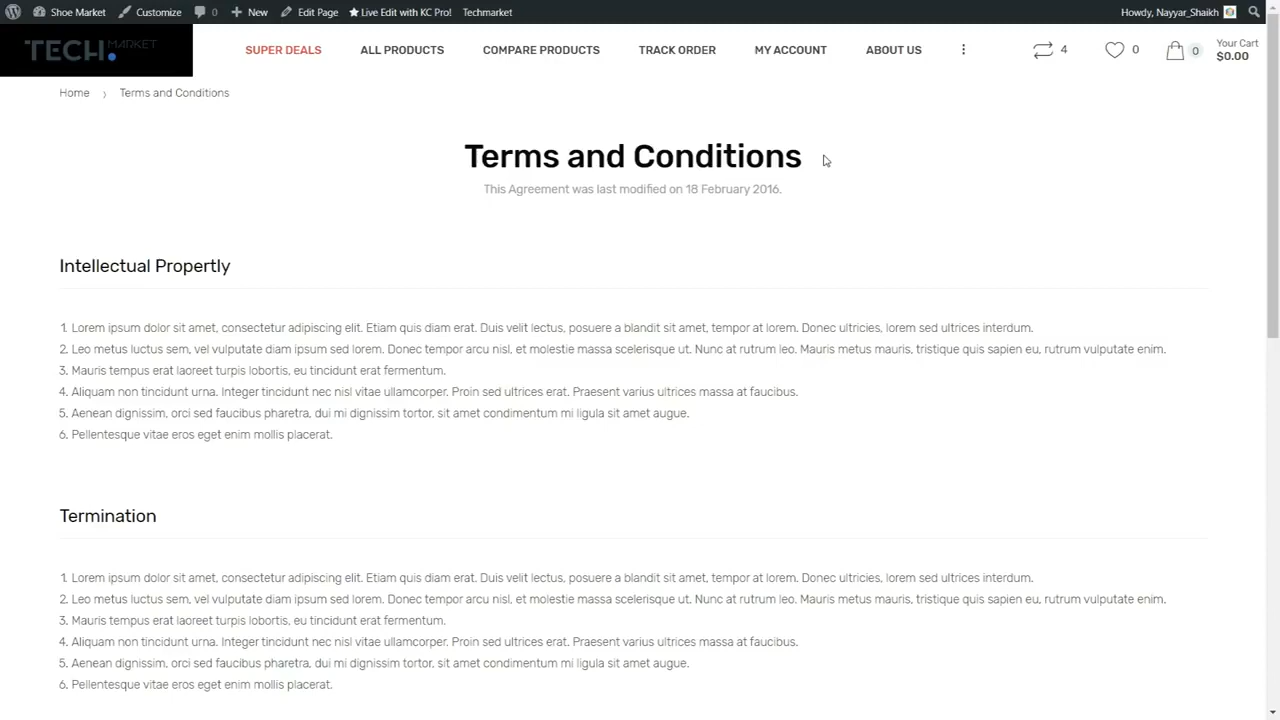 Shoe Market Customize 0 New Edit Page Live Edit with KC Pro! Techmarket Howdy, Nayyar_Shaikh
TECH MARKET SUPER DEALS ALL PRODUCTS COMPARE PRODUCTS TRACK ORDER MY ACCOUNT ABOUT US 4 0 0 Your Cart
$0.00
Home › Terms and Conditions
Terms and Conditions
This Agreement was last modified on 18 February 2016.
Intellectual Propertly
1. Lorem ipsum dolor sit amet, consectetur adipiscing elit. Etiam quis diam erat. Duis velit lectus, posuere a blandit sit amet, tempor at lorem. Donec ultricies, lorem sed ultrices interdum.
2. Leo metus luctus sem, vel vulputate diam ipsum sed lorem. Donec tempor arcu nisl, et molestie massa scelerisque ut. Nunc at rutrum leo. Mauris metus mauris, tristique quis sapien eu, rutrum vulputate enim.
3. Mauris tempus erat laoreet turpis lobortis, eu tincidunt erat fermentum.
4. Aliquam non tincidunt urna. Integer tincidunt nec nisl vitae ullamcorper. Proin sed ultrices erat. Praesent varius ultrices massa at faucibus.
5. Aenean dignissim, orci sed faucibus pharetra, dui mi dignissim tortor, sit amet condimentum mi ligula sit amet augue.
6. Pellentesque vitae eros eget enim mollis placerat.
Termination
1. Lorem ipsum dolor sit amet, consectetur adipiscing elit. Etiam quis diam erat. Duis velit lectus, posuere a blandit sit amet, tempor at lorem. Donec ultricies, lorem sed ultrices interdum.
2. Leo metus luctus sem, vel vulputate diam ipsum sed lorem. Donec tempor arcu nisl, et molestie massa scelerisque ut. Nunc at rutrum leo. Mauris metus mauris, tristique quis sapien eu, rutrum vulputate enim.
3. Mauris tempus erat laoreet turpis lobortis, eu tincidunt erat fermentum.
4. Aliquam non tincidunt urna. Integer tincidunt nec nisl vitae ullamcorper. Proin sed ultrices erat. Praesent varius ultrices massa at faucibus.
5. Aenean dignissim, orci sed faucibus pharetra, dui mi dignissim tortor, sit amet condimentum mi ligula sit amet augue.
6. Pellentesque vitae eros eget enim mollis placerat.